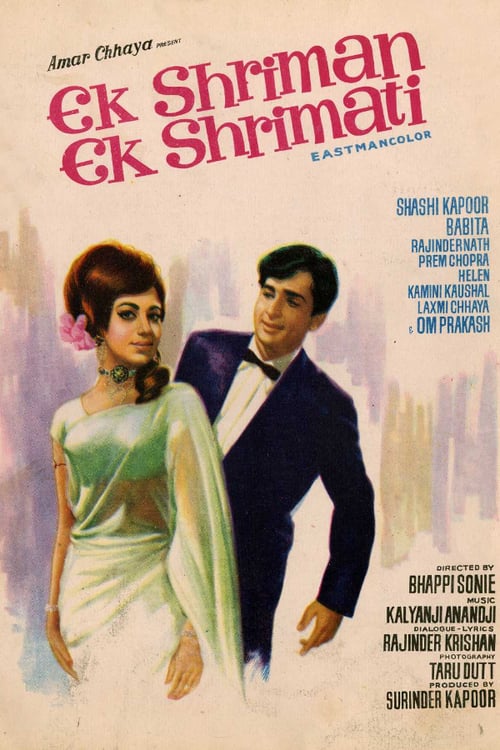 Amar Chhaya PRESENT
Ek Shriman
Ek Shrimati
EASTMANCOLOR
SHASHI KAPOOR
BABITA
RAJINDERNATH
PREM CHOPRA
HELEN
KAMINI KAUSHAL
LAXMI CHHAYA
& OM PRAKASH
DIRECTED BY
BHAPPI SONIE
MUSIC
KALYANJI ANANDJI
DIALOGUE-LYRICS
RAJINDER KRISHAN
PHOTOGRAPHY
TARU DUTT
PRODUCED BY
SURINDER KAPOOR